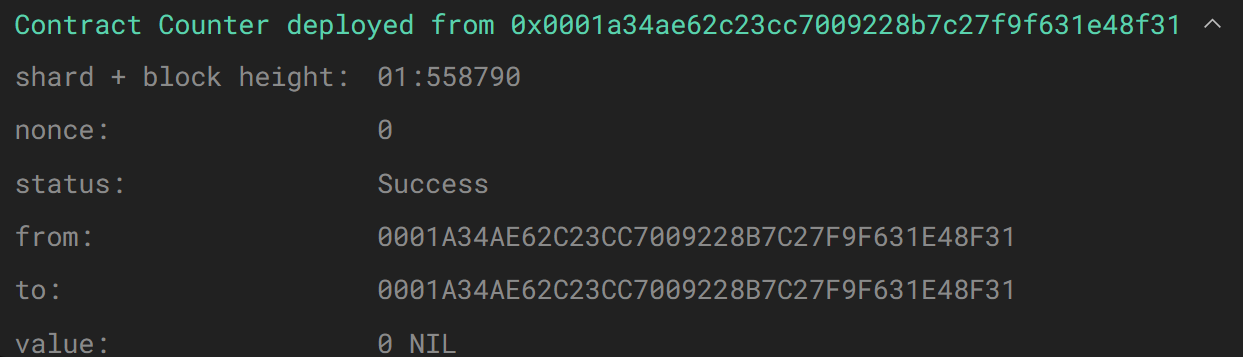 Contract Counter deployed from 0x0001a34ae62c23cc7009228b7c27f9f631e48f31
shard + block height: 01:558790
nonce: 0
status: Success
from: 0001A34AE62C23CC7009228B7C27F9F631E48F31
to: 0001A34AE62C23CC7009228B7C27F9F631E48F31
value: 0 NIL